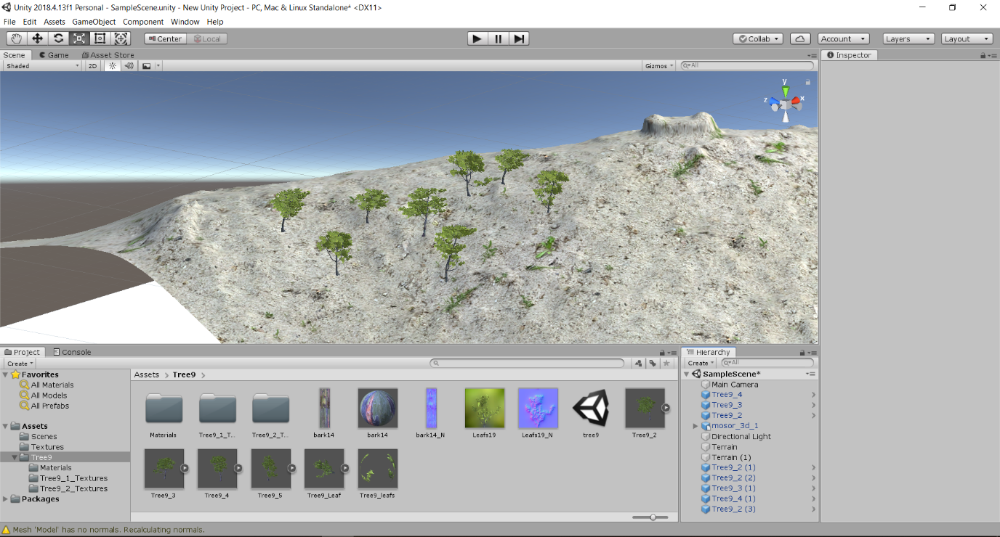 Unity 2018.4.13f1 Personal - SampleScene.unity - New Unity Project - PC, Mac & Linux Standalone* <DX11>
File Edit Assets GameObject Component Window Help
Center Local Collab Account Layers Layout
Scene Game Asset Store Inspector
Shaded 2D Gizmos All
y
z x
Project Console
Create
Favorites
All Materials
All Models
All Prefabs
Assets
Scenes
Textures
Tree9
Materials
Tree9_1_Textures
Tree9_2_Textures
Packages
Assets > Tree9 >
Materials Tree9_1_T... Tree9_2_T... bark14 bark14 bark14_N Leafs19 Leafs19_N tree9 Tree9_2
Tree9_3 Tree9_4 Tree9_5 Tree9_Leaf Tree9_leafs
Hierarchy
Create All
SampleScene*
Main Camera
Tree9_4
Tree9_3
Tree9_2
mosor_3d_1
Directional Light
Terrain
Terrain (1)
Tree9_2 (1)
Tree9_2 (2)
Tree9_3 (1)
Tree9_4 (1)
Tree9_2 (3)
Mesh 'Model' has no normals. Recalculating normals.